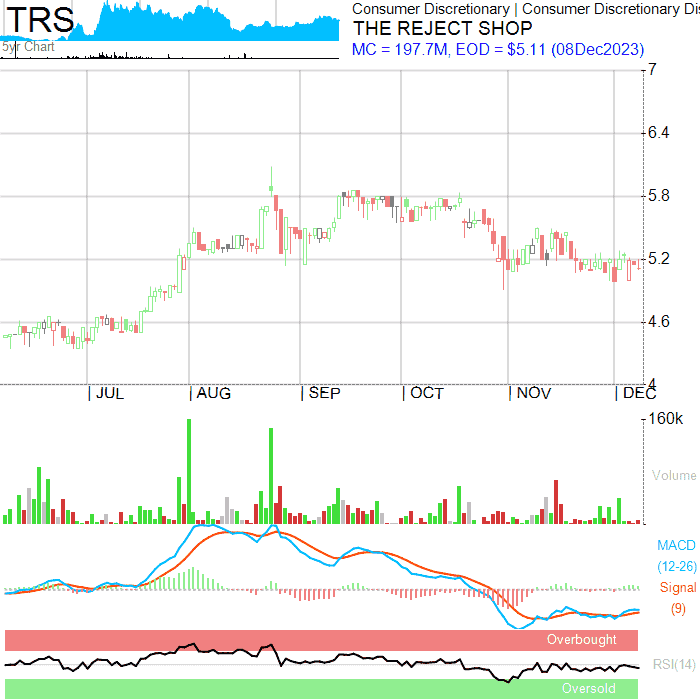 TRS
5yr Chart
Consumer Discretionary | Consumer Discretionary Dis
THE REJECT SHOP
MC = 197.7M, EOD = $5.11 (08Dec2023)
7
6.4
5.8
5.2
4.6
4
| JUL | AUG | SEP | OCT | NOV | DEC
160k
Volume
MACD
(12-26)
Signal
(9)
Overbought
RSI(14)
Oversold